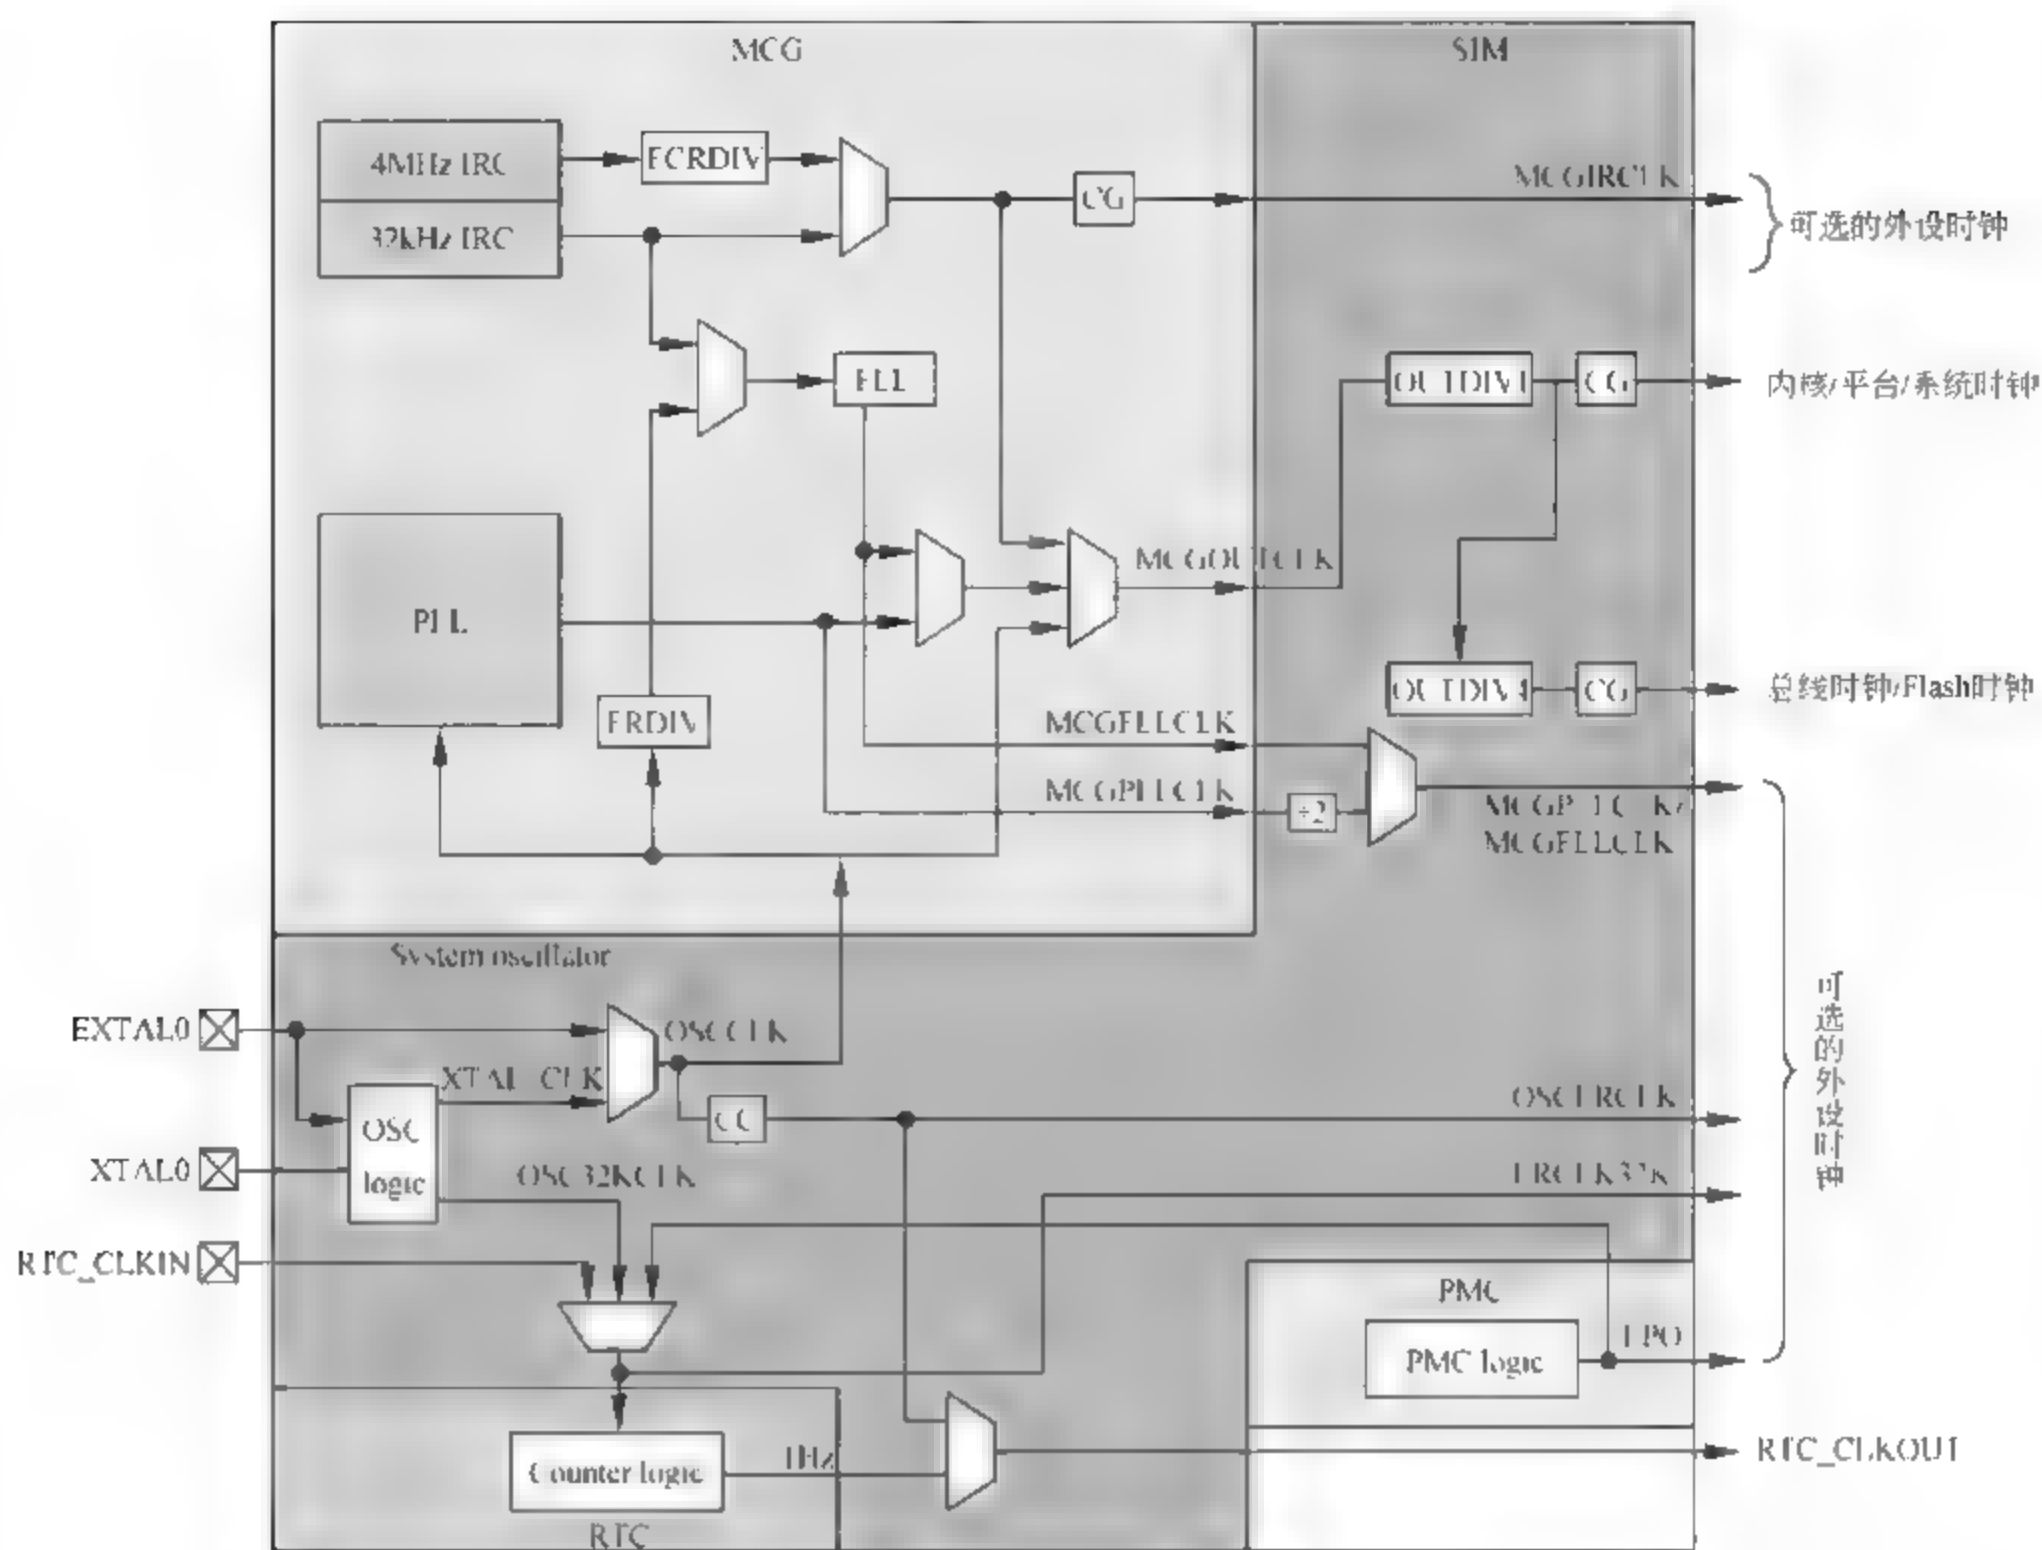 MCG
SIM
4MHz IRC
FCRDIV
CG
MCGIRCLK
可选的外设时钟
32kHz IRC
FLL
OUTDIV1
CG
内核/平台/系统时钟
MCGOUTCLK
PLL
FRDIV
OUTDIV4
CG
总线时钟/Flash时钟
MCGFLLCLK
MCGPLLCLK
÷2
MCGPLLCLK/
MCGFLLCLK
System oscillator
EXTAL0
OSCCLK
XTAL_CLK
CG
OSCERCLK
可选的外设时钟
OSC
logic
XTAL0
OSC32KCLK
ERCLK32K
RTC_CLKIN
PMC
PMC logic
LPO
Counter logic
1Hz
RTC_CLKOUT
RTC